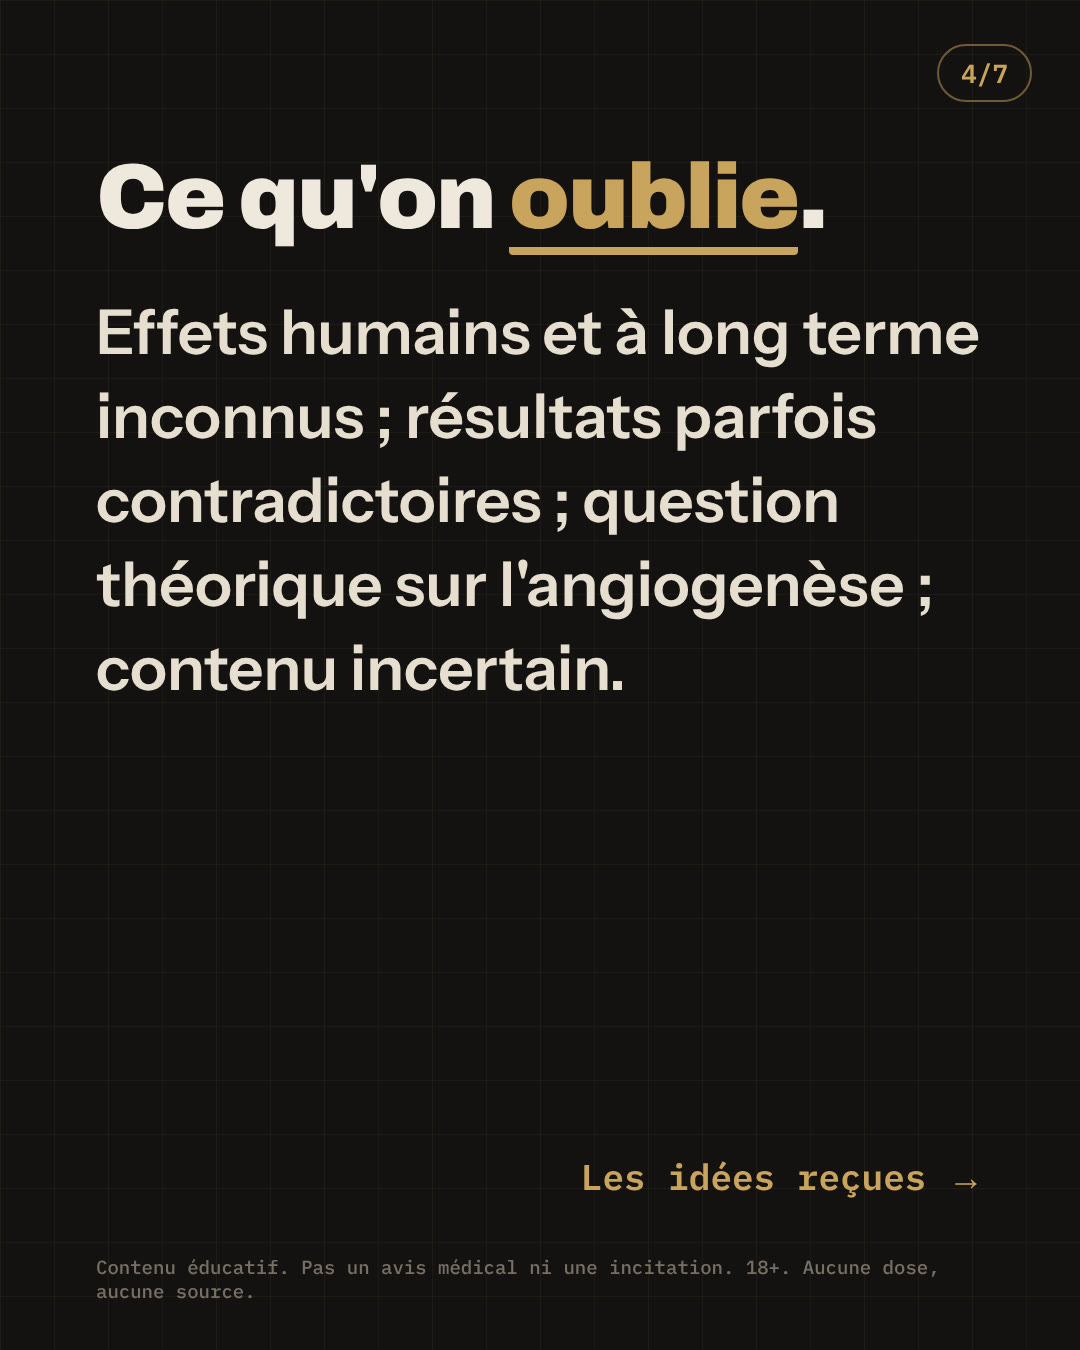 4/7
Ce qu'on oublie.
Effets humains et à long terme
inconnus ; résultats parfois
contradictoires ; question
théorique sur l'angiogenèse ;
contenu incertain.
Les idées reçues →
Contenu éducatif. Pas un avis médical ni une incitation. 18+. Aucune dose,
aucune source.